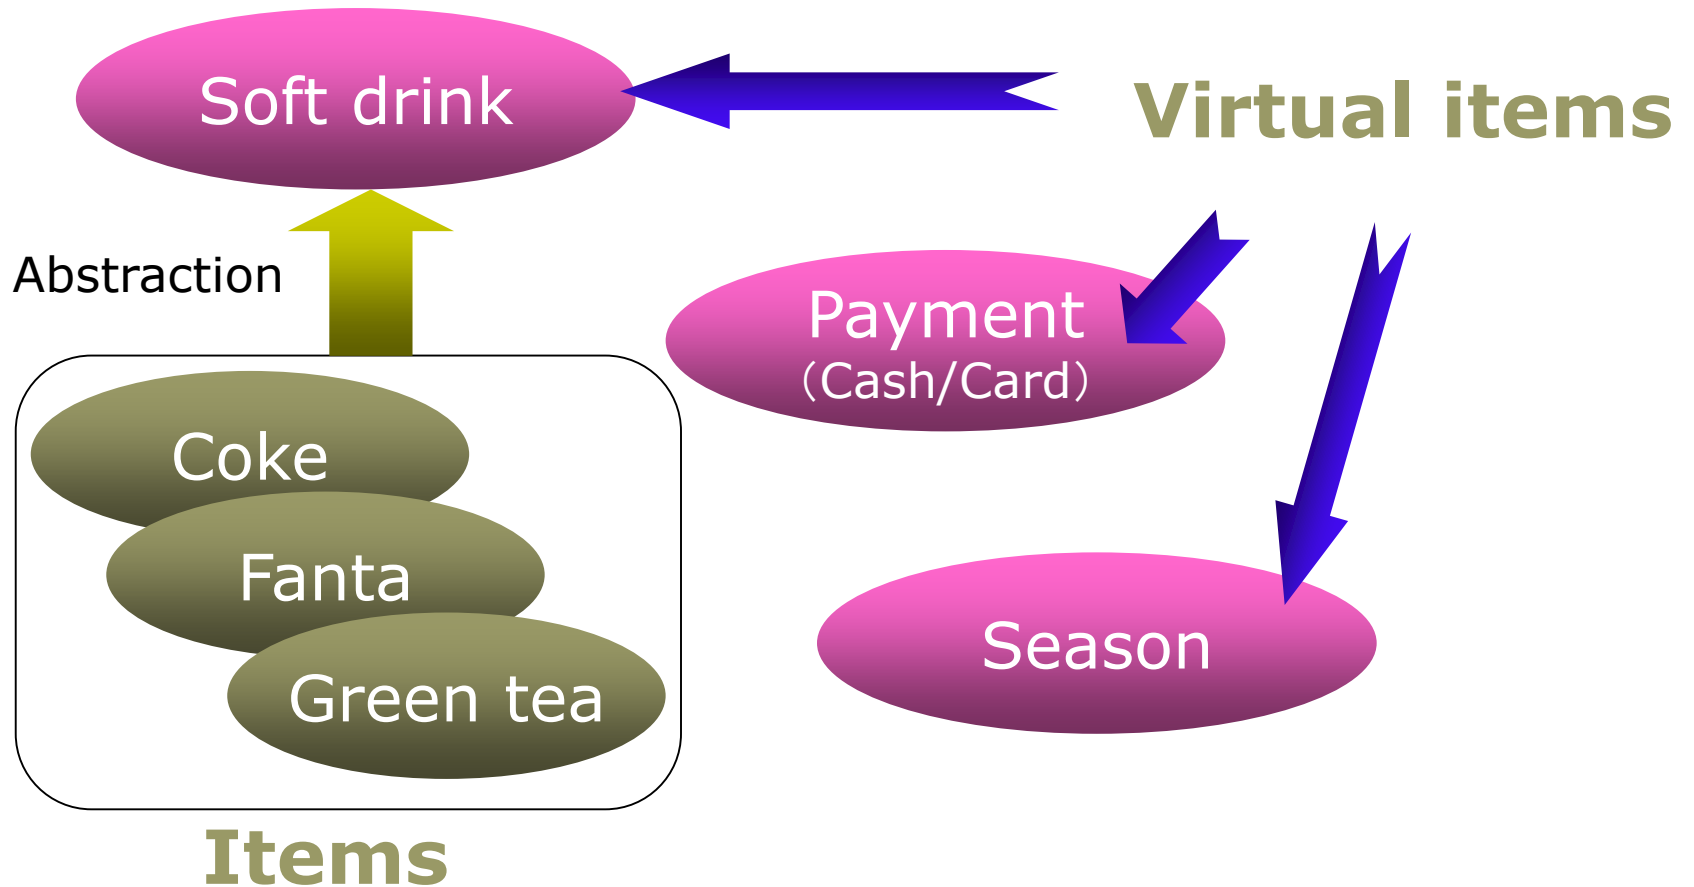 Soft drink
Virtual items
Abstraction
Payment
（Cash/Card）
Coke
Fanta
Green tea
Season
Items